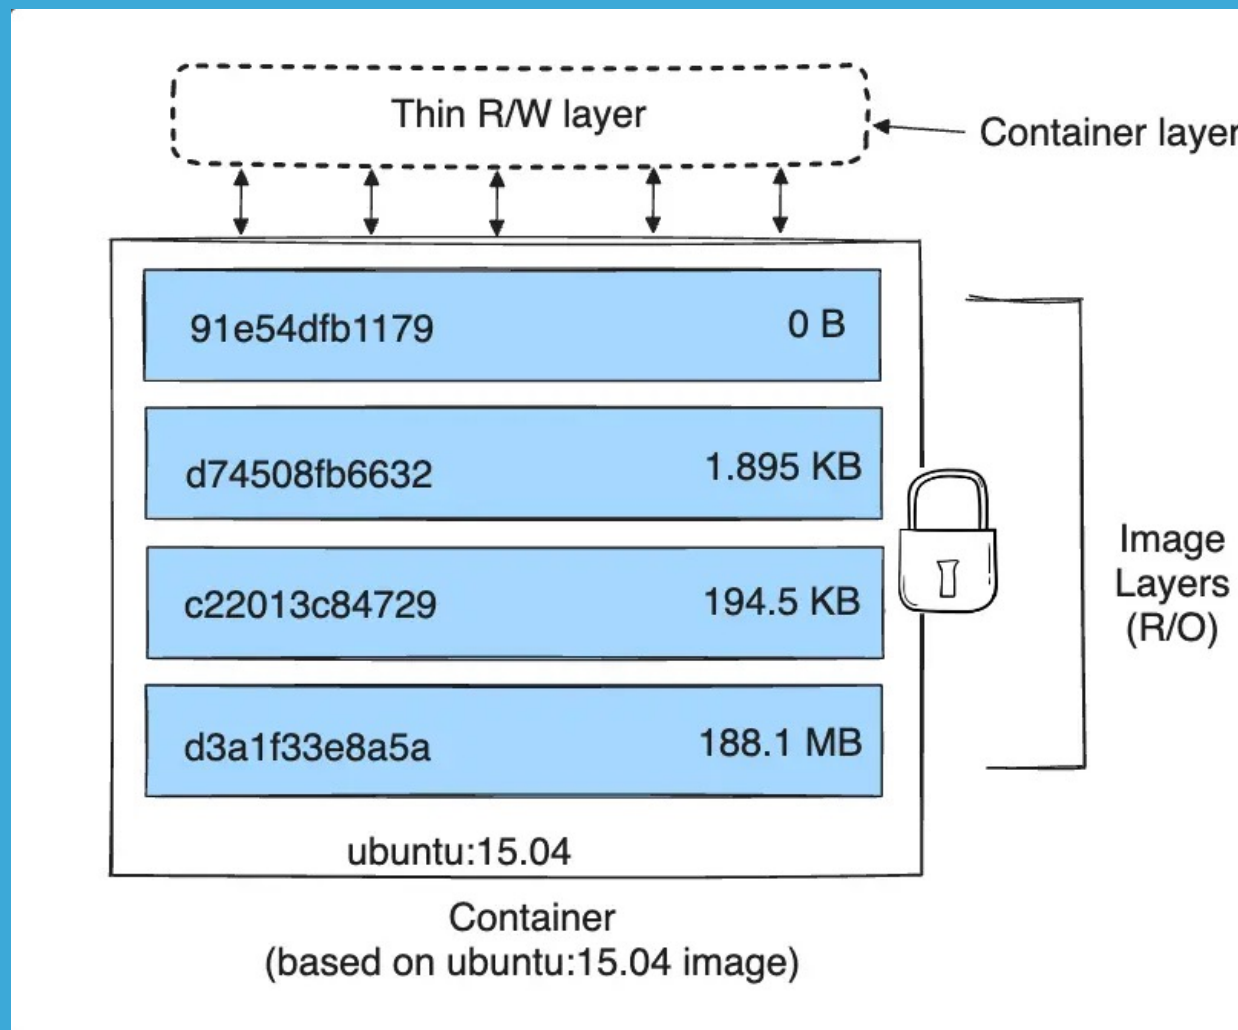 Thin R/W layer
Container layer
91e54dfb1179 0 B
d74508fb6632 1.895 KB
c22013c84729 194.5 KB
d3a1f33e8a5a 188.1 MB
Image
Layers
(R/O)
ubuntu:15.04
Container
(based on ubuntu:15.04 image)